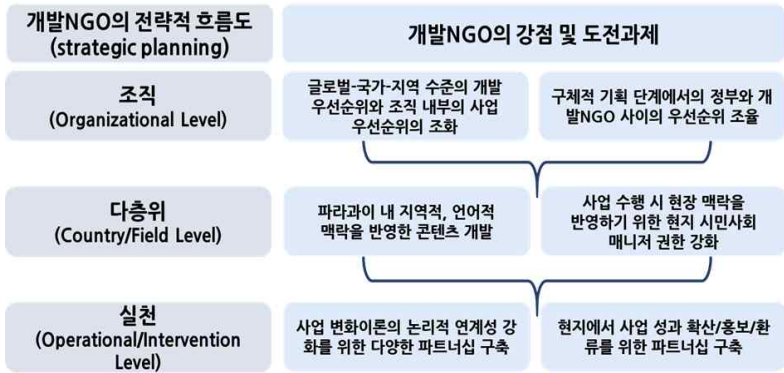 개발NGO의 전략적 흐름도
(strategic planning)
개발NGO의 강점 및 도전과제
조직
(Organizational Level)
글로벌-국가-지역 수준의 개발
우선순위와 조직 내부의 사업
우선순위의 조화
구체적 기획 단계에서의 정부와 개
발NGO 사이의 우선순위 조율
다층위
(Country/Field Level)
파라과이 내 지역적, 언어적
맥락을 반영한 콘텐츠 개발
사업 수행 시 현장 맥락을
반영하기 위한 현지 시민사회
매니저 권한 강화
실천
(Operational/Intervention
Level)
사업 변화이론의 논리적 연계성 강
화를 위한 다양한 파트너십 구축
현지에서 사업 성과 확산/홍보/환
류를 위한 파트너십 구축